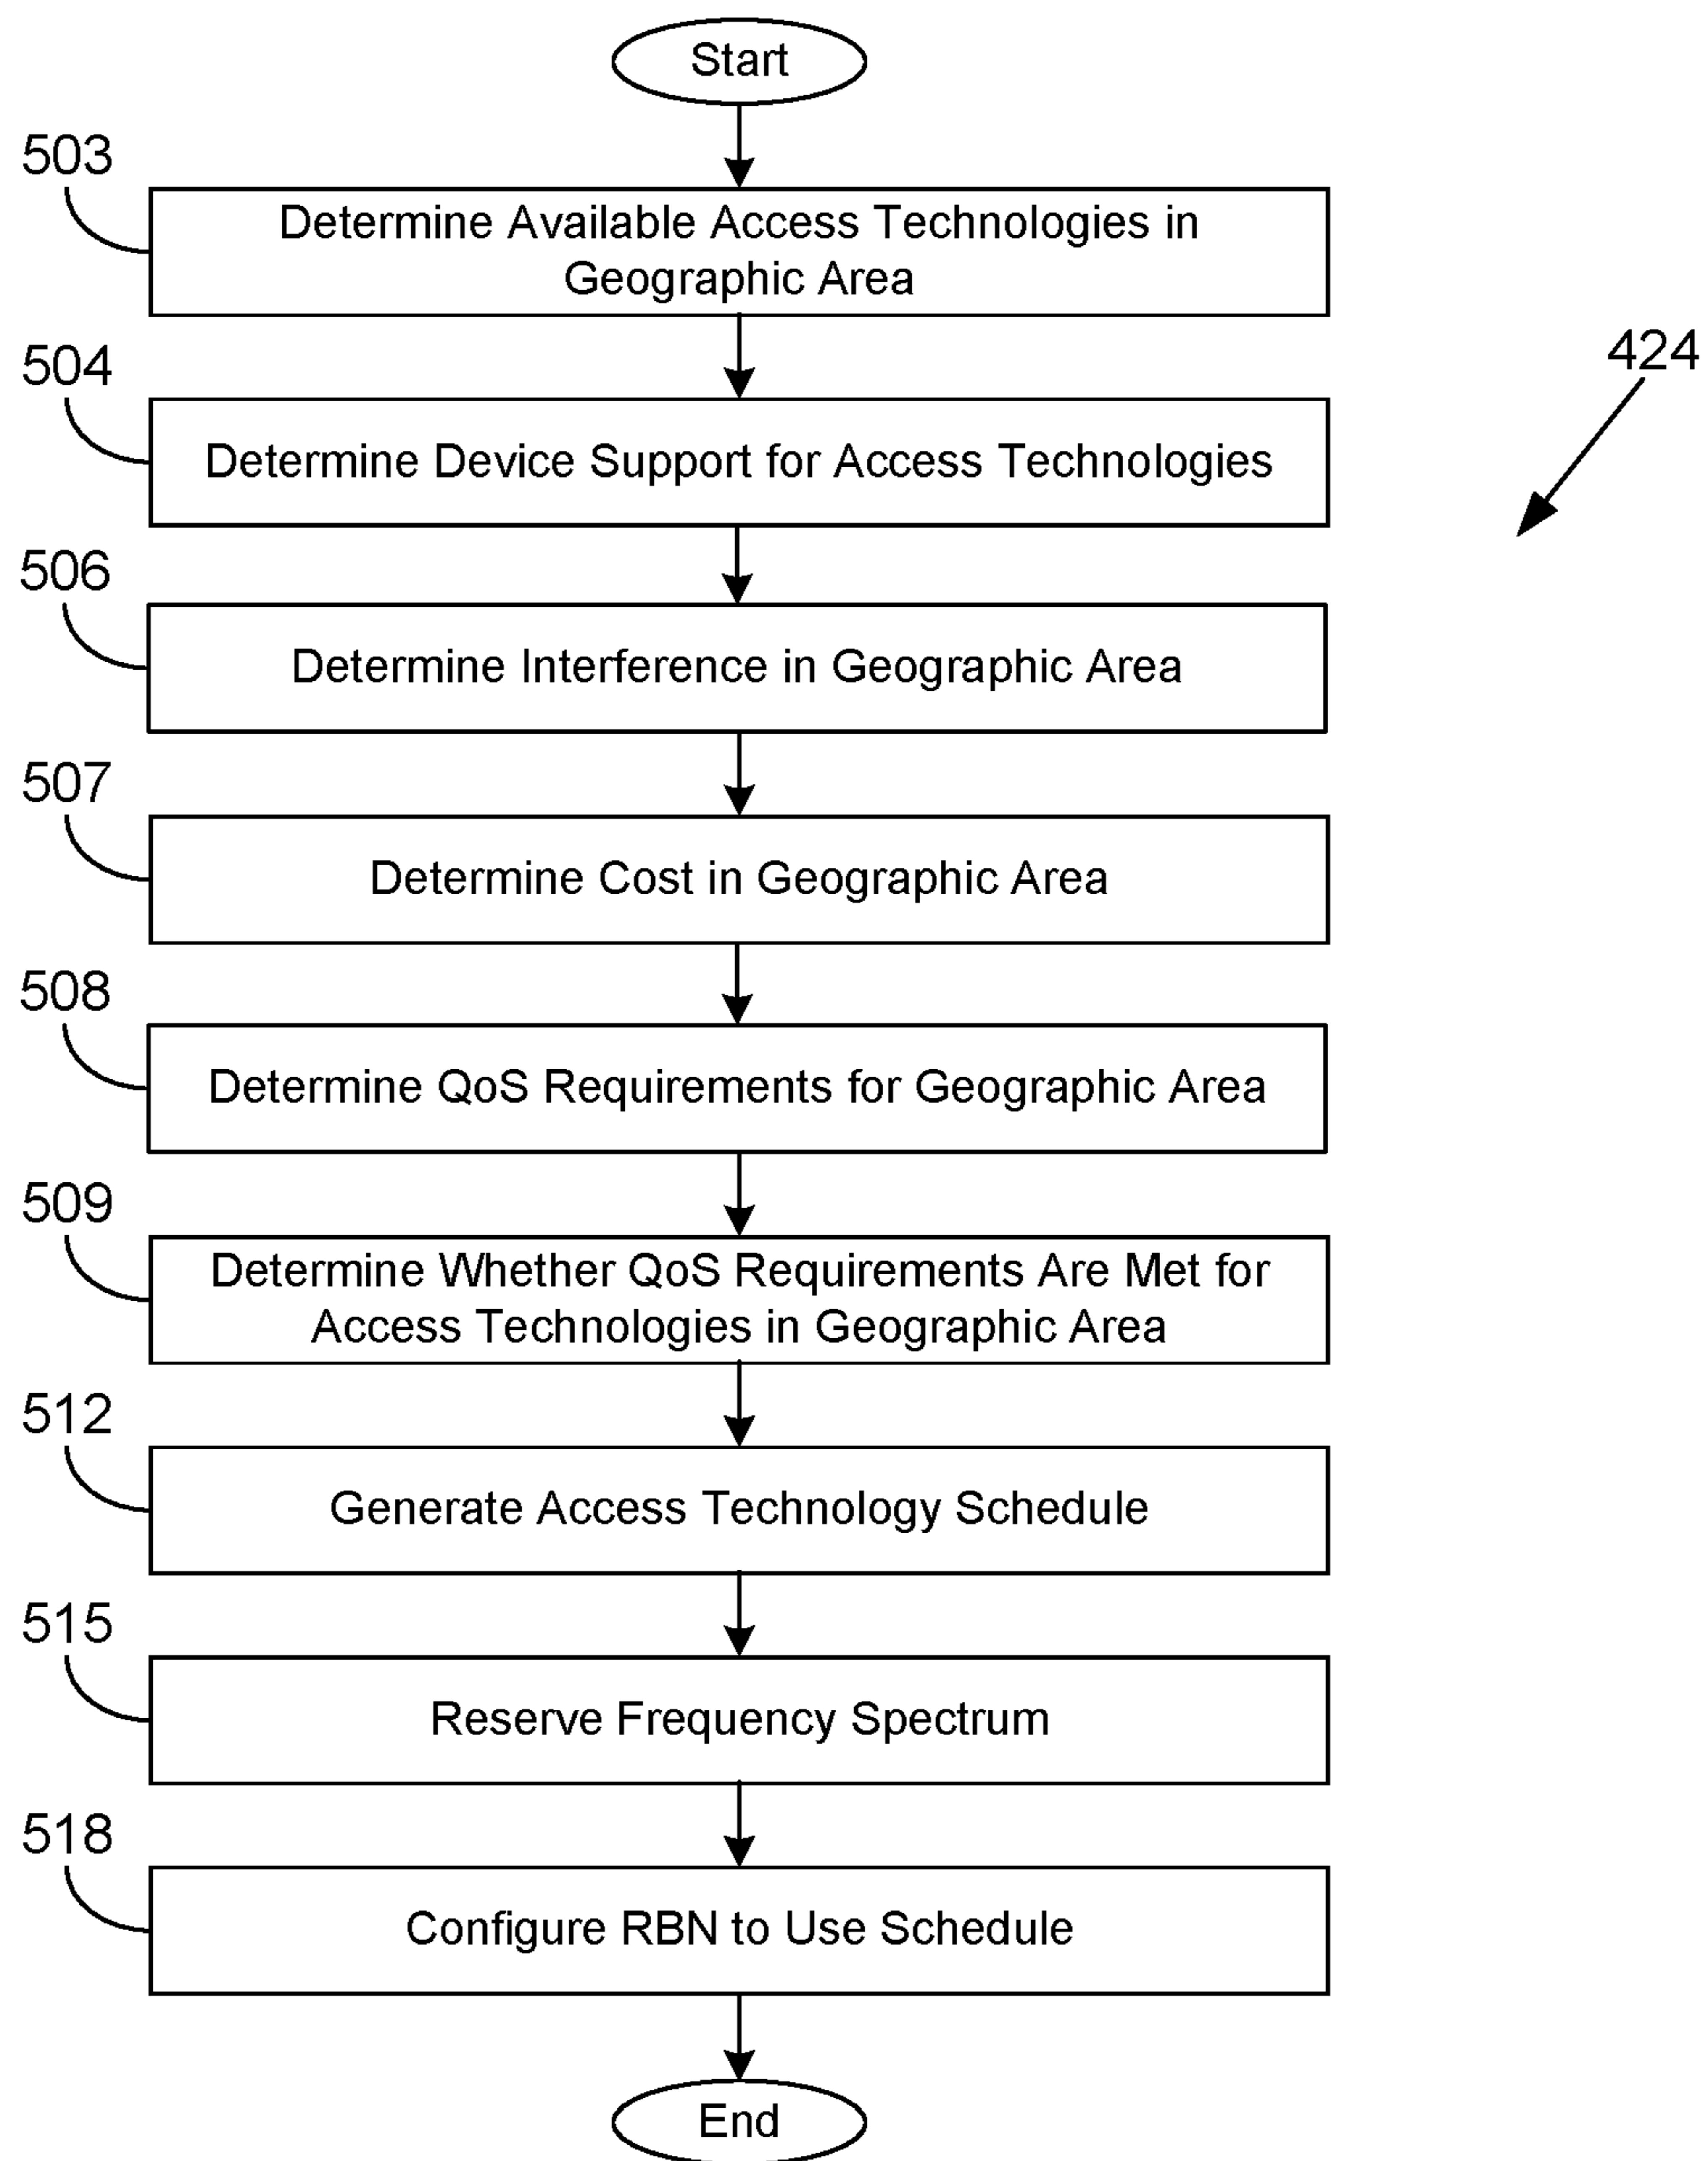 Start
503
Determine Available Access Technologies in
Geographic Area
424
504
Determine Device Support for Access Technologies
506
Determine Interference in Geographic Area
507
Determine Cost in Geographic Area
508
Determine QoS Requirements for Geographic Area
509
Determine Whether QoS Requirements Are Met for
Access Technologies in Geographic Area
512
Generate Access Technology Schedule
515
Reserve Frequency Spectrum
518
Configure RBN to Use Schedule
End